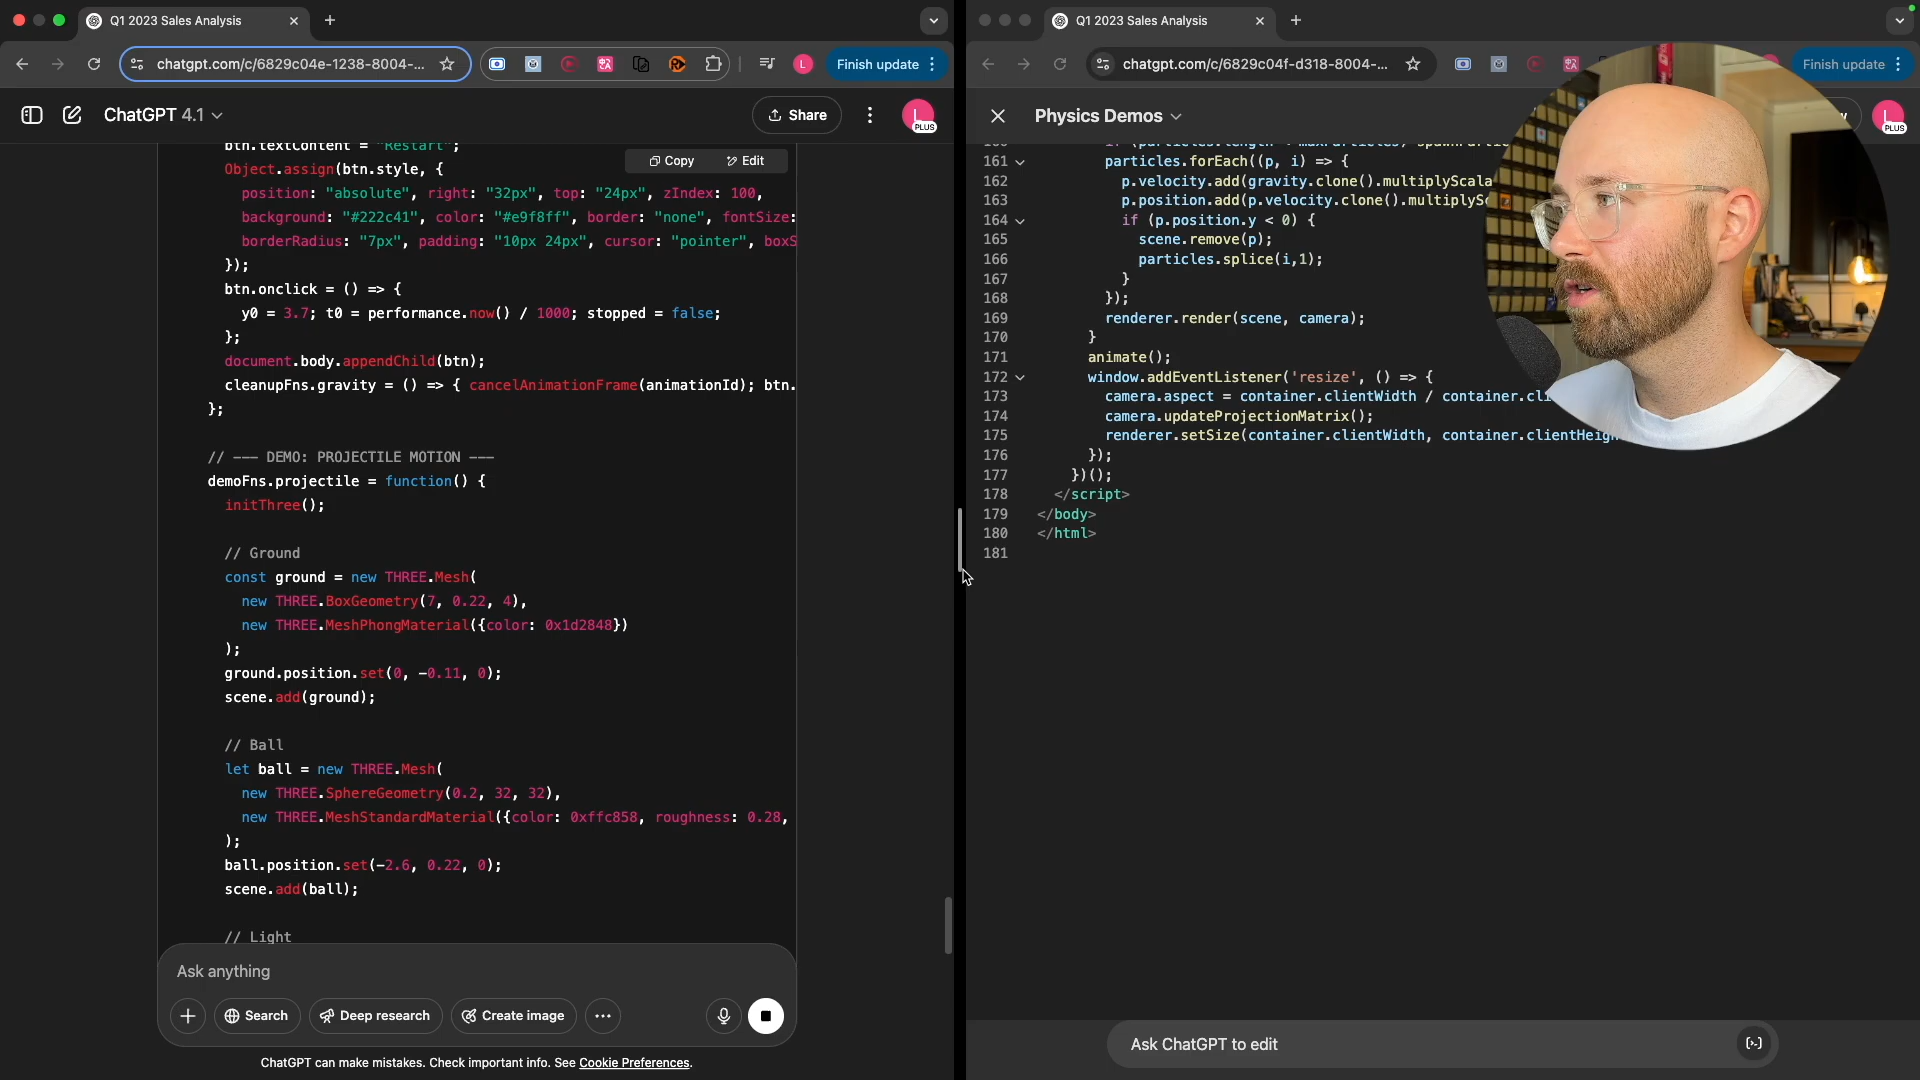 Q1 2023 Sales Analysis
chatgpt.com/c/6829c04e-1238-8004-...
Finish update
ChatGPT 4.1
Share
L
PLUS
btn.textContent = "Restart";
Copy
Edit
Object.assign(btn.style, {
position: "absolute", right: "32px", top: "24px", zIndex: 100,
background: "#222c41", color: "#e9f8ff", border: "none", fontSize:
borderRadius: "7px", padding: "10px 24px", cursor: "pointer", boxS
});
btn.onclick = () => {
y0 = 3.7; t0 = performance.now() / 1000; stopped = false;
};
document.body.appendChild(btn);
cleanupFns.gravity = () => { cancelAnimationFrame(animationId); btn.
};
// --- DEMO: PROJECTILE MOTION ---
demoFns.projectile = function() {
initThree();
// Ground
const ground = new THREE.Mesh(
new THREE.BoxGeometry(7, 0.22, 4),
new THREE.MeshPhongMaterial({color: 0x1d2848})
);
ground.position.set(0, -0.11, 0);
scene.add(ground);
// Ball
let ball = new THREE.Mesh(
new THREE.SphereGeometry(0.2, 32, 32),
new THREE.MeshStandardMaterial({color: 0xffc858, roughness: 0.28,
);
ball.position.set(-2.6, 0.22, 0);
scene.add(ball);
// Light
Ask anything
Search
Deep research
Create image
ChatGPT can make mistakes. Check important info. See Cookie Preferences.
Q1 2023 Sales Analysis
chatgpt.com/c/6829c04f-d318-8004-...
Finish update
Physics Demos
L
PLUS
161 particles.forEach((p, i) => {
162 p.velocity.add(gravity.clone().multiplyScala
163 p.position.add(p.velocity.clone().multiplySc
164 if (p.position.y < 0) {
165 scene.remove(p);
166 particles.splice(i,1);
167 }
168 });
169 renderer.render(scene, camera);
170 }
171 animate();
172 window.addEventListener('resize', () => {
173 camera.aspect = container.clientWidth / container.cli
174 camera.updateProjectionMatrix();
175 renderer.setSize(container.clientWidth, container.clientHeigh
176 });
177 })();
178 </script>
179 </body>
180 </html>
181
Ask ChatGPT to edit